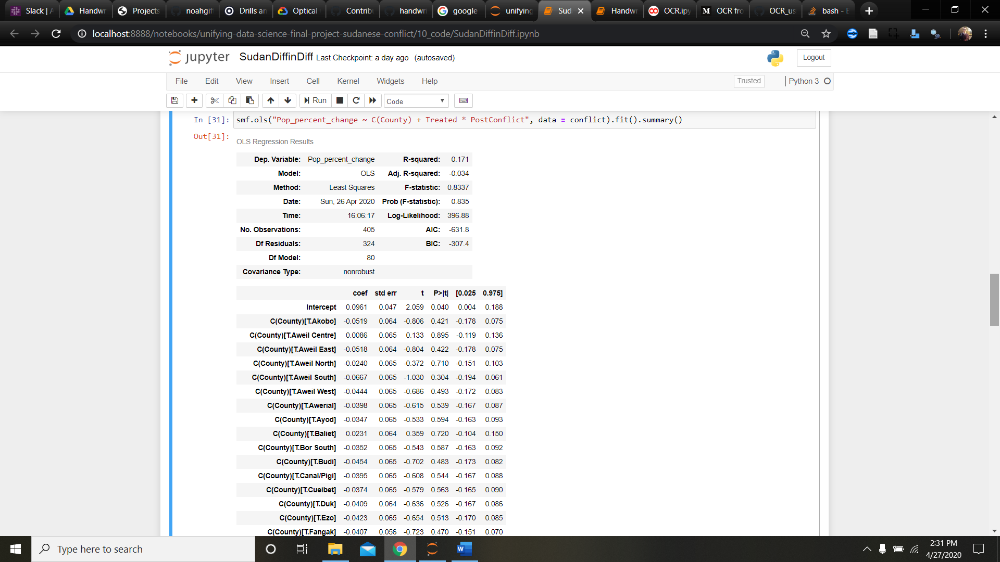 Slack | A
Handwr
Projects
noahgif
Drills an
Optical
Contrib
handwri
google
unifying
Sud
Handwr
OCR.ipy
OCR fro
OCR_us
bash - E
localhost:8888/notebooks/unifying-data-science-final-project-sudanese-conflict/10_code/SudanDiffinDiff.ipynb
jupyter SudanDiffinDiff Last Checkpoint: a day ago (autosaved) Logout
File Edit View Insert Cell Kernel Widgets Help Trusted | Python 3
Run Code
In [31]: smf.ols("Pop_percent_change ~ C(County) + Treated * PostConflict", data = conflict).fit().summary()
Out[31]:
OLS Regression Results
Dep. Variable: Pop_percent_change R-squared: 0.171
Model: OLS Adj. R-squared: -0.034
Method: Least Squares F-statistic: 0.8337
Date: Sun, 26 Apr 2020 Prob (F-statistic): 0.835
Time: 16:06:17 Log-Likelihood: 396.88
No. Observations: 405 AIC: -631.8
Df Residuals: 324 BIC: -307.4
Df Model: 80
Covariance Type: nonrobust
coef std err t P>|t| [0.025 0.975]
Intercept 0.0961 0.047 2.059 0.040 0.004 0.188
C(County)[T.Akobo] -0.0519 0.064 -0.806 0.421 -0.178 0.075
C(County)[T.Aweil Centre] 0.0086 0.065 0.133 0.895 -0.119 0.136
C(County)[T.Aweil East] -0.0518 0.064 -0.804 0.422 -0.178 0.075
C(County)[T.Aweil North] -0.0240 0.065 -0.372 0.710 -0.151 0.103
C(County)[T.Aweil South] -0.0667 0.065 -1.030 0.304 -0.194 0.061
C(County)[T.Aweil West] -0.0444 0.065 -0.686 0.493 -0.172 0.083
C(County)[T.Awerial] -0.0398 0.065 -0.615 0.539 -0.167 0.087
C(County)[T.Ayod] -0.0347 0.065 -0.533 0.594 -0.163 0.093
C(County)[T.Baliet] 0.0231 0.064 0.359 0.720 -0.104 0.150
C(County)[T.Bor South] -0.0352 0.065 -0.543 0.587 -0.163 0.092
C(County)[T.Budi] -0.0454 0.065 -0.702 0.483 -0.173 0.082
C(County)[T.Canal/Pigi] -0.0395 0.065 -0.608 0.544 -0.167 0.088
C(County)[T.Cueibet] -0.0374 0.065 -0.579 0.563 -0.165 0.090
C(County)[T.Duk] -0.0409 0.064 -0.636 0.526 -0.167 0.086
C(County)[T.Ezo] -0.0423 0.065 -0.654 0.513 -0.170 0.085
C(County)[T.Fangak] -0.0407 0.056 -0.723 0.470 -0.151 0.070
Type here to search
2:31 PM
4/27/2020